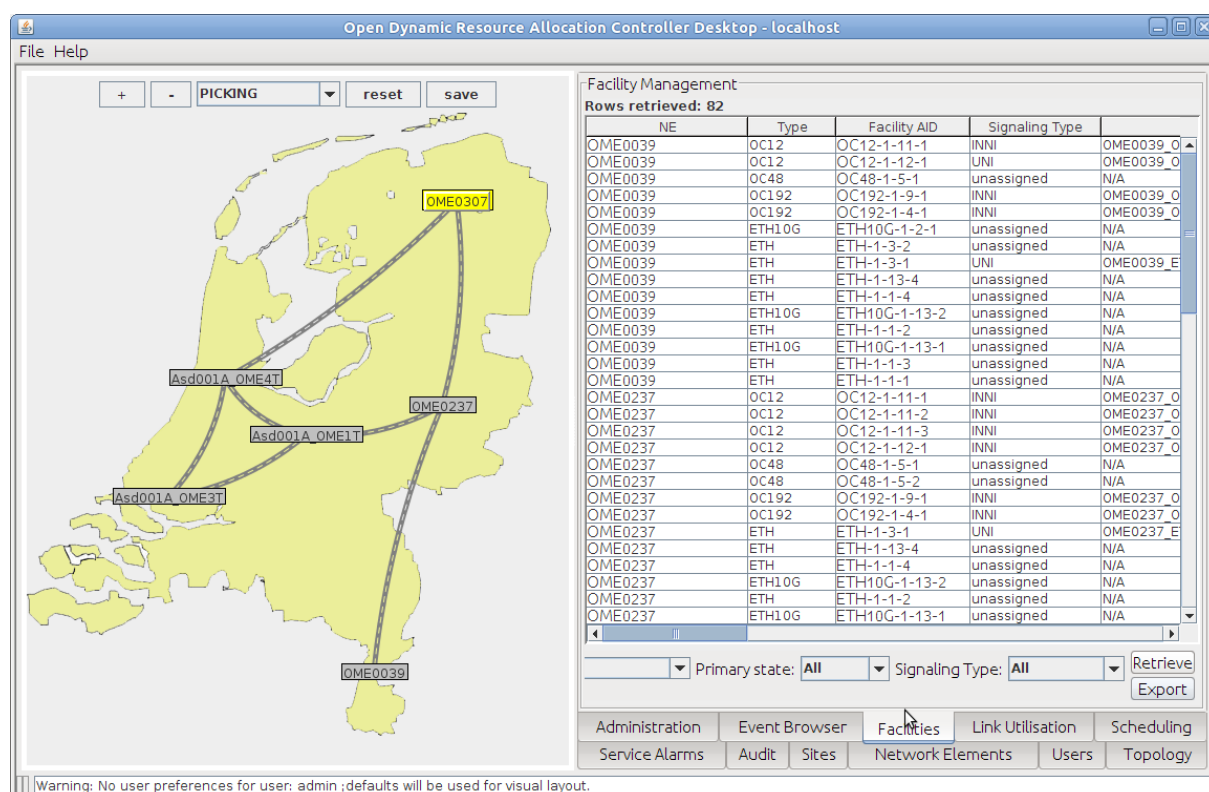 Open Dynamic Resource Allocation Controller Desktop - localhost
File Help
+ - PICKING reset save
OME0307
Asd001A_OME4T
OME0237
Asd001A_OME1T
Asd001A_OME3T
OME0039
Facility Management
Rows retrieved: 82
NE Type Facility AID Signaling Type
OME0039 OC12 OC12-1-11-1 INNI OME0039_O
OME0039 OC12 OC12-1-12-1 UNI OME0039_O
OME0039 OC48 OC48-1-5-1 unassigned N/A
OME0039 OC192 OC192-1-9-1 INNI OME0039_O
OME0039 OC192 OC192-1-4-1 INNI OME0039_O
OME0039 ETH10G ETH10G-1-2-1 unassigned N/A
OME0039 ETH ETH-1-3-2 unassigned N/A
OME0039 ETH ETH-1-3-1 UNI OME0039_E
OME0039 ETH ETH-1-13-4 unassigned N/A
OME0039 ETH ETH-1-1-4 unassigned N/A
OME0039 ETH10G ETH10G-1-13-2 unassigned N/A
OME0039 ETH ETH-1-1-2 unassigned N/A
OME0039 ETH10G ETH10G-1-13-1 unassigned N/A
OME0039 ETH ETH-1-1-3 unassigned N/A
OME0039 ETH ETH-1-1-1 unassigned N/A
OME0237 OC12 OC12-1-11-1 INNI OME0237_O
OME0237 OC12 OC12-1-11-2 INNI OME0237_O
OME0237 OC12 OC12-1-11-3 INNI OME0237_O
OME0237 OC12 OC12-1-12-1 INNI OME0237_O
OME0237 OC48 OC48-1-5-1 unassigned N/A
OME0237 OC48 OC48-1-5-2 unassigned N/A
OME0237 OC192 OC192-1-9-1 INNI OME0237_O
OME0237 OC192 OC192-1-4-1 INNI OME0237_O
OME0237 ETH ETH-1-3-1 UNI OME0237_E
OME0237 ETH ETH-1-13-4 unassigned N/A
OME0237 ETH ETH-1-1-4 unassigned N/A
OME0237 ETH10G ETH10G-1-13-2 unassigned N/A
OME0237 ETH ETH-1-1-2 unassigned N/A
OME0237 ETH10G ETH10G-1-13-1 unassigned N/A
Primary state: All Signaling Type: All Retrieve
Export
Administration Event Browser Facilities Link Utilisation Scheduling
Service Alarms Audit Sites Network Elements Users Topology
Warning: No user preferences for user: admin ;defaults will be used for visual layout.